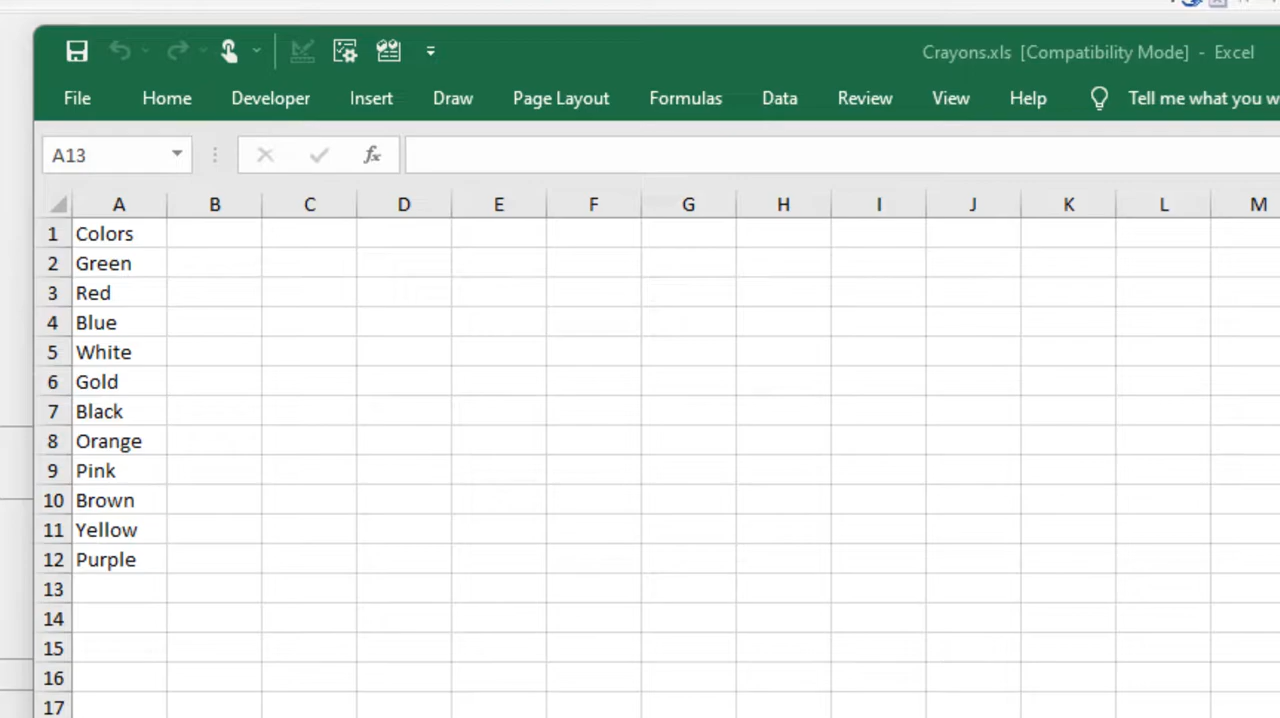 Crayons.xls [Compatibility Mode] - Excel
File Home Developer Insert Draw Page Layout Formulas Data Review View Help Tell me what you w
A13 fx
A B C D E F G H I J K L M
1 Colors
2 Green
3 Red
4 Blue
5 White
6 Gold
7 Black
8 Orange
9 Pink
10 Brown
11 Yellow
12 Purple
13
14
15
16
17